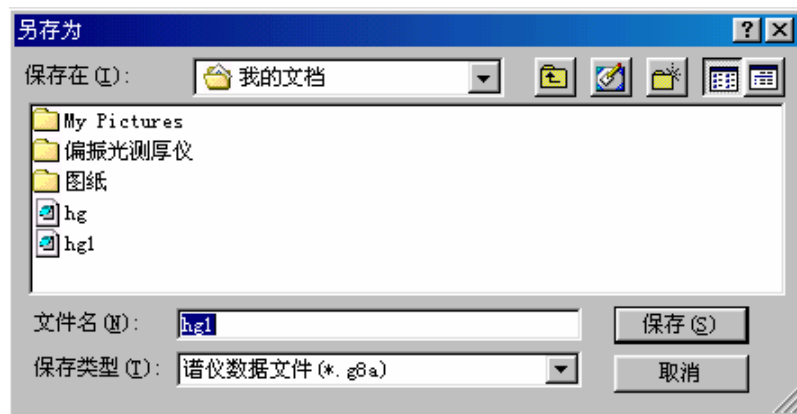 另存为
保存在(I): 我的文档
My Pictures
偏振光测厚仪
图纸
hg
hg1
文件名(N): hg1 保存(S)
保存类型(T): 谱仪数据文件(*.g8a) 取消